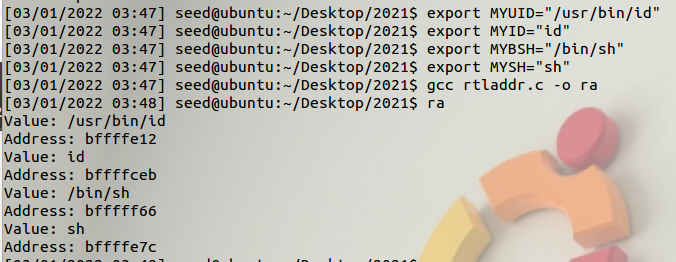 [03/01/2022 03:47] seed@ubuntu:~/Desktop/2021$ export MYUID="/usr/bin/id"
[03/01/2022 03:47] seed@ubuntu:~/Desktop/2021$ export MYID="id"
[03/01/2022 03:47] seed@ubuntu:~/Desktop/2021$ export MYBSH="/bin/sh"
[03/01/2022 03:47] seed@ubuntu:~/Desktop/2021$ export MYSH="sh"
[03/01/2022 03:47] seed@ubuntu:~/Desktop/2021$ gcc rtladdr.c -o ra
[03/01/2022 03:48] seed@ubuntu:~/Desktop/2021$ ra
Value: /usr/bin/id
Address: bffffe12
Value: id
Address: bffffceb
Value: /bin/sh
Address: bfffff66
Value: sh
Address: bffffe7c